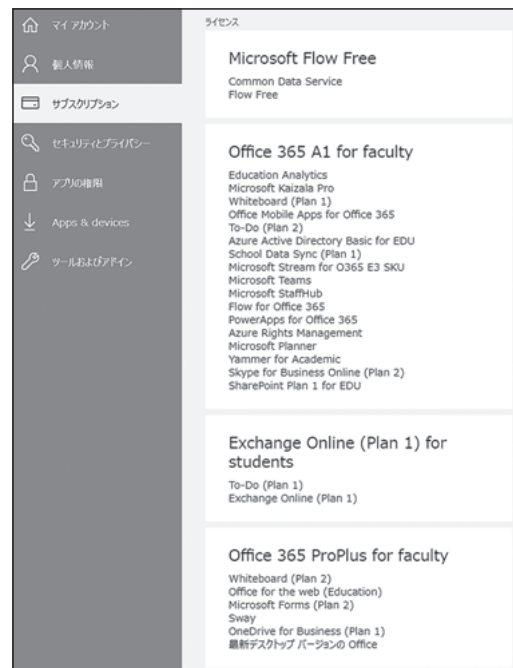 マイ アカウント
個人情報
サブスクリプション
セキュリティとプライバシー
アプリの権限
Apps & devices
ツールおよびアドイン
ライセンス
Microsoft Flow Free
Common Data Service
Flow Free
Office 365 A1 for faculty
Education Analytics
Microsoft Kaizala Pro
Whiteboard (Plan 1)
Office Mobile Apps for Office 365
To-Do (Plan 2)
Azure Active Directory Basic for EDU
School Data Sync (Plan 1)
Microsoft Stream for O365 E3 SKU
Microsoft Teams
Microsoft StaffHub
Flow for Office 365
PowerApps for Office 365
Azure Rights Management
Microsoft Planner
Yammer for Academic
Skype for Business Online (Plan 2)
SharePoint Plan 1 for EDU
Exchange Online (Plan 1) for
students
To-Do (Plan 1)
Exchange Online (Plan 1)
Office 365 ProPlus for faculty
Whiteboard (Plan 2)
Office for the web (Education)
Microsoft Forms (Plan 2)
Sway
OneDrive for Business (Plan 1)
最新デスクトップ バージョンの Office